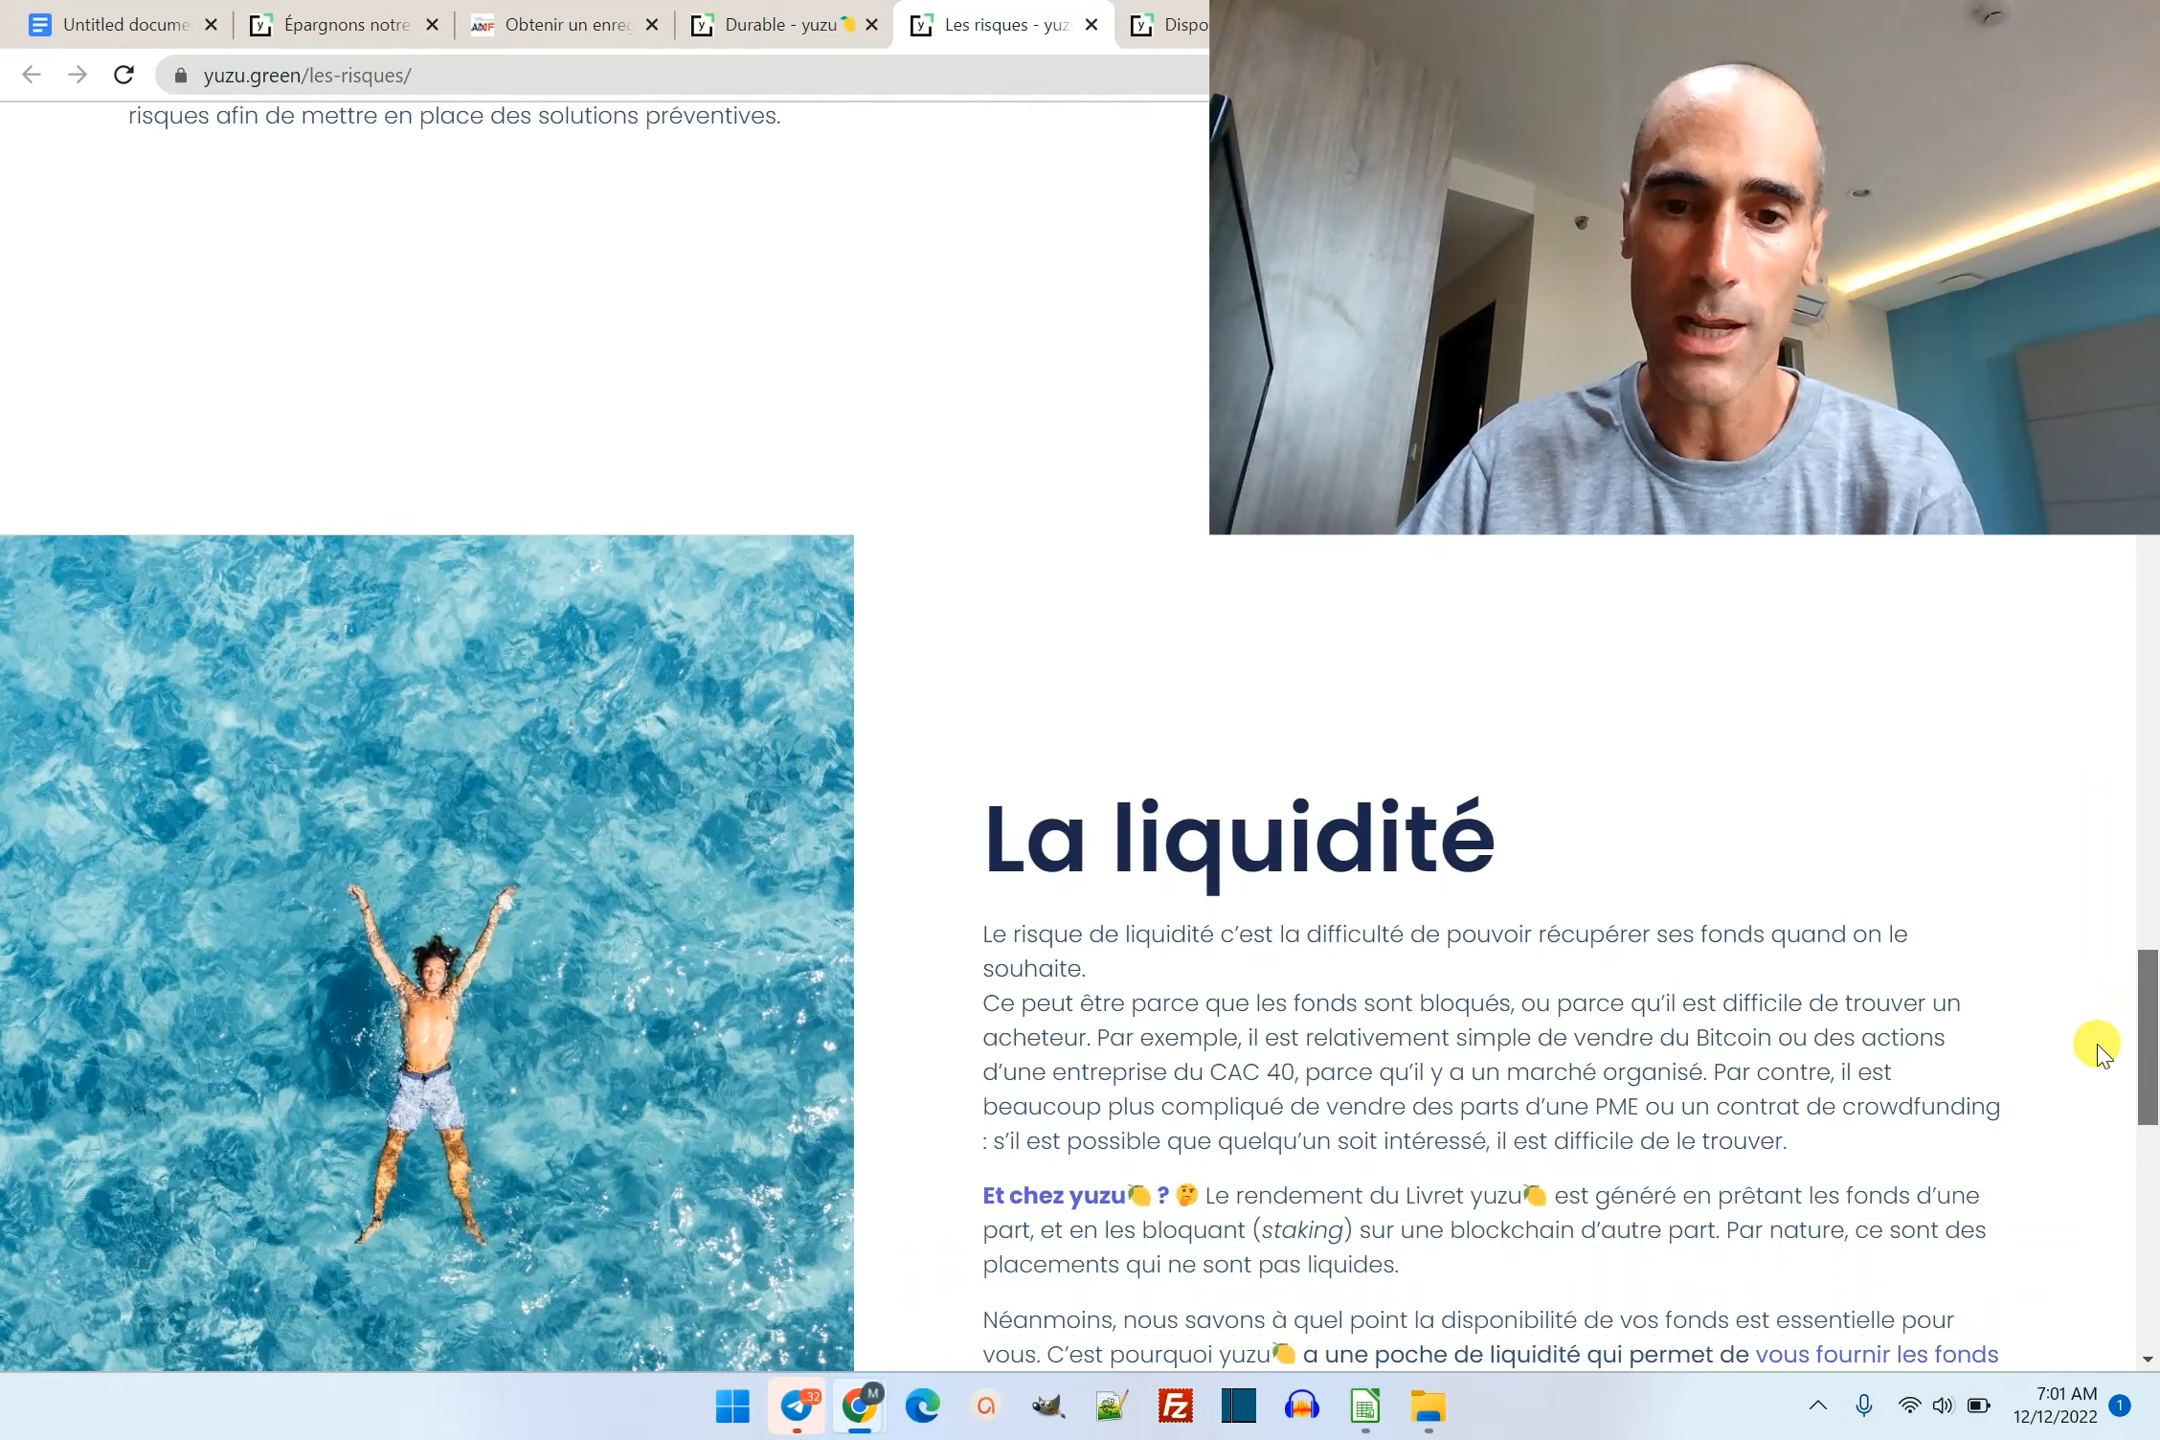 Untitled docume
Épargnons notre
AMF
Obtenir un enreg
Durable - yuzu🍋
Les risques - yuz
Dispo
yuzu.green/les-risques/
risques afin de mettre en place des solutions préventives.
La liquidité
Le risque de liquidité c’est la difficulté de pouvoir récupérer ses fonds quand on le
souhaite.
Ce peut être parce que les fonds sont bloqués, ou parce qu’il est difficile de trouver un
acheteur. Par exemple, il est relativement simple de vendre du Bitcoin ou des actions
d’une entreprise du CAC 40, parce qu’il y a un marché organisé. Par contre, il est
beaucoup plus compliqué de vendre des parts d’une PME ou un contrat de crowdfunding
: s’il est possible que quelqu’un soit intéressé, il est difficile de le trouver.
Et chez yuzu🍋 ? 🤔 Le rendement du Livret yuzu🍋 est généré en prêtant les fonds d’une
part, et en les bloquant (staking) sur une blockchain d’autre part. Par nature, ce sont des
placements qui ne sont pas liquides.
Néanmoins, nous savons à quel point la disponibilité de vos fonds est essentielle pour
vous. C’est pourquoi yuzu🍋 a une poche de liquidité qui permet de vous fournir les fonds
32
M
Fz
7:01 AM
12/12/2022
1